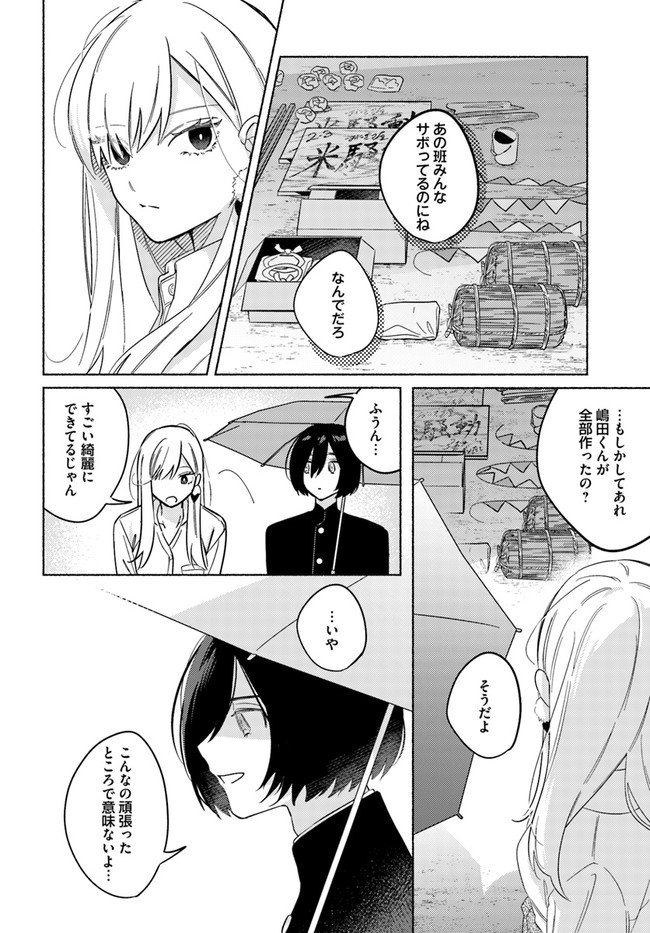 あの班みんな
サボってるのにね
なんでだろ
2-3
米騒
…もしかしてあれ
嶋田くんが
全部作ったの？
そうだよ
ふうん…
すごい綺麗に
できてるじゃん
…いや
こんなの頑張った
ところで意味ないよ…